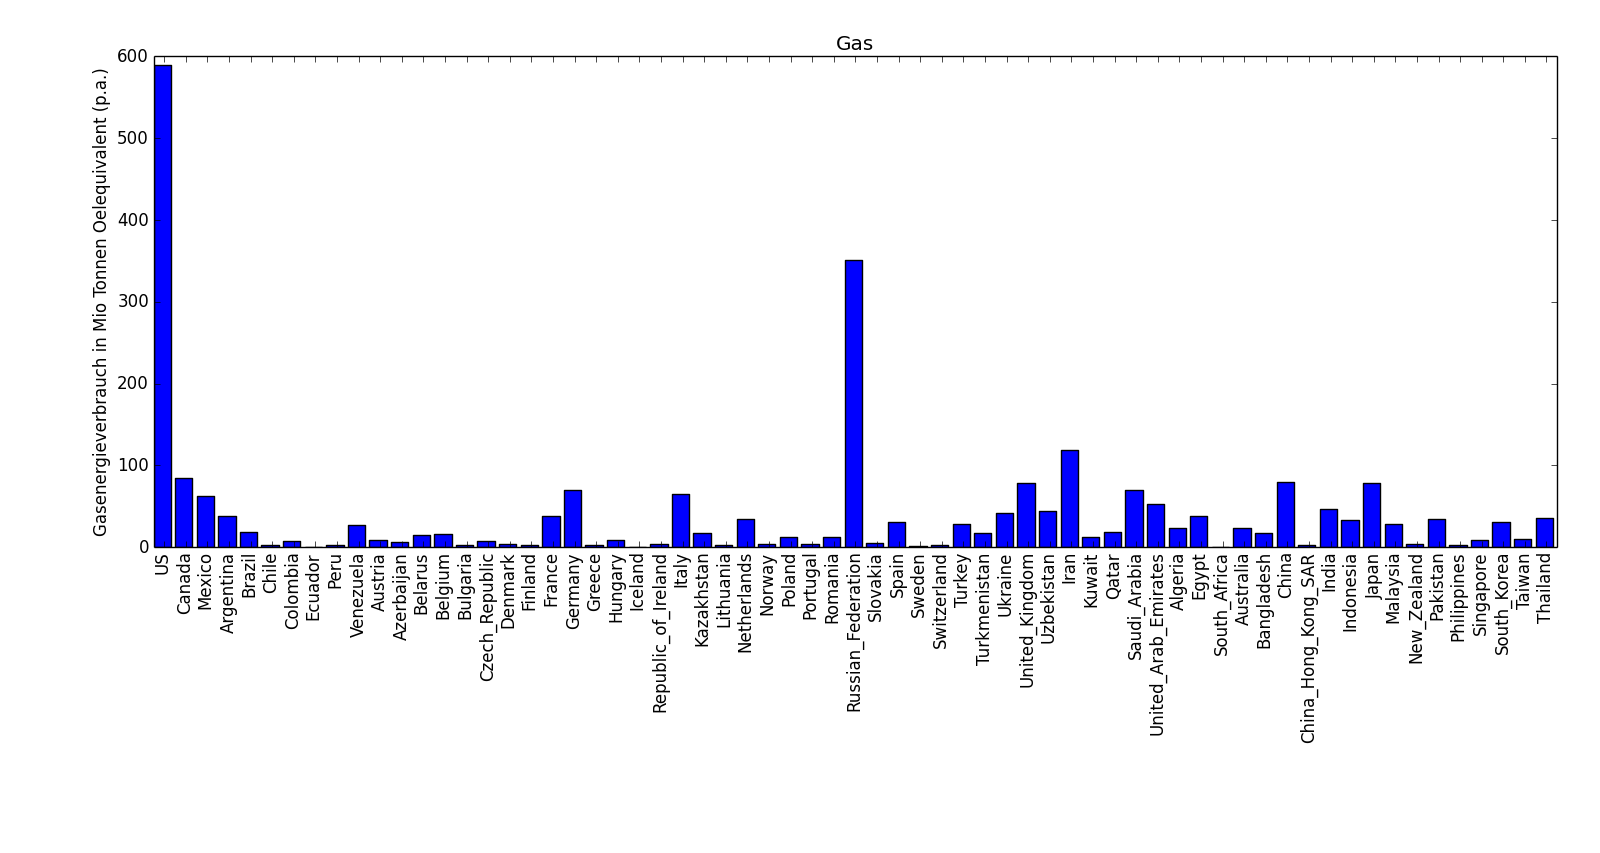 Gas
Gasenergieverbrauch in Mio Tonnen Oelequivalent (p.a.)
600
500
400
300
200
100
0
US
Canada
Mexico
Argentina
Brazil
Chile
Colombia
Ecuador
Peru
Venezuela
Austria
Azerbaijan
Belarus
Belgium
Bulgaria
Czech_Republic
Denmark
Finland
France
Germany
Greece
Hungary
Iceland
Republic_of_Ireland
Italy
Kazakhstan
Lithuania
Netherlands
Norway
Poland
Portugal
Romania
Russian_Federation
Slovakia
Spain
Sweden
Switzerland
Turkey
Turkmenistan
Ukraine
United_Kingdom
Uzbekistan
Iran
Kuwait
Qatar
Saudi_Arabia
United_Arab_Emirates
Algeria
Egypt
South_Africa
Australia
Bangladesh
China
China_Hong_Kong_SAR
India
Indonesia
Japan
Malaysia
New_Zealand
Pakistan
Philippines
Singapore
South_Korea
Taiwan
Thailand